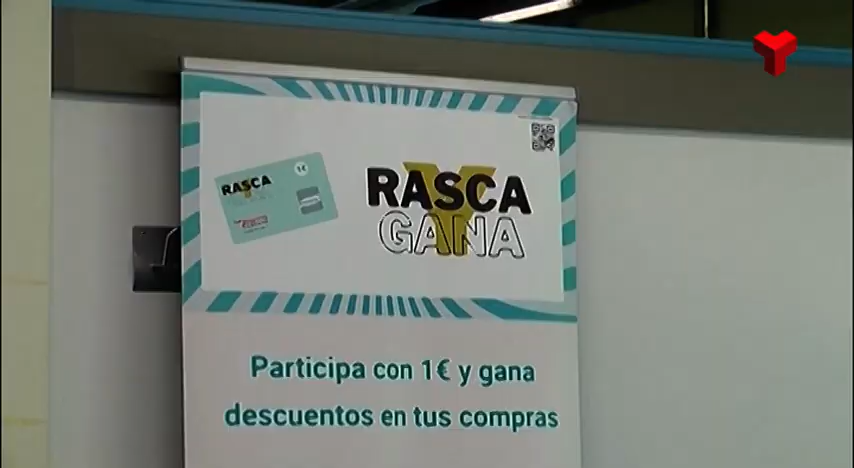 RASCA
Y
GANA
1€
RASCA
Participa con 1€ y gana
descuentos en tus compras